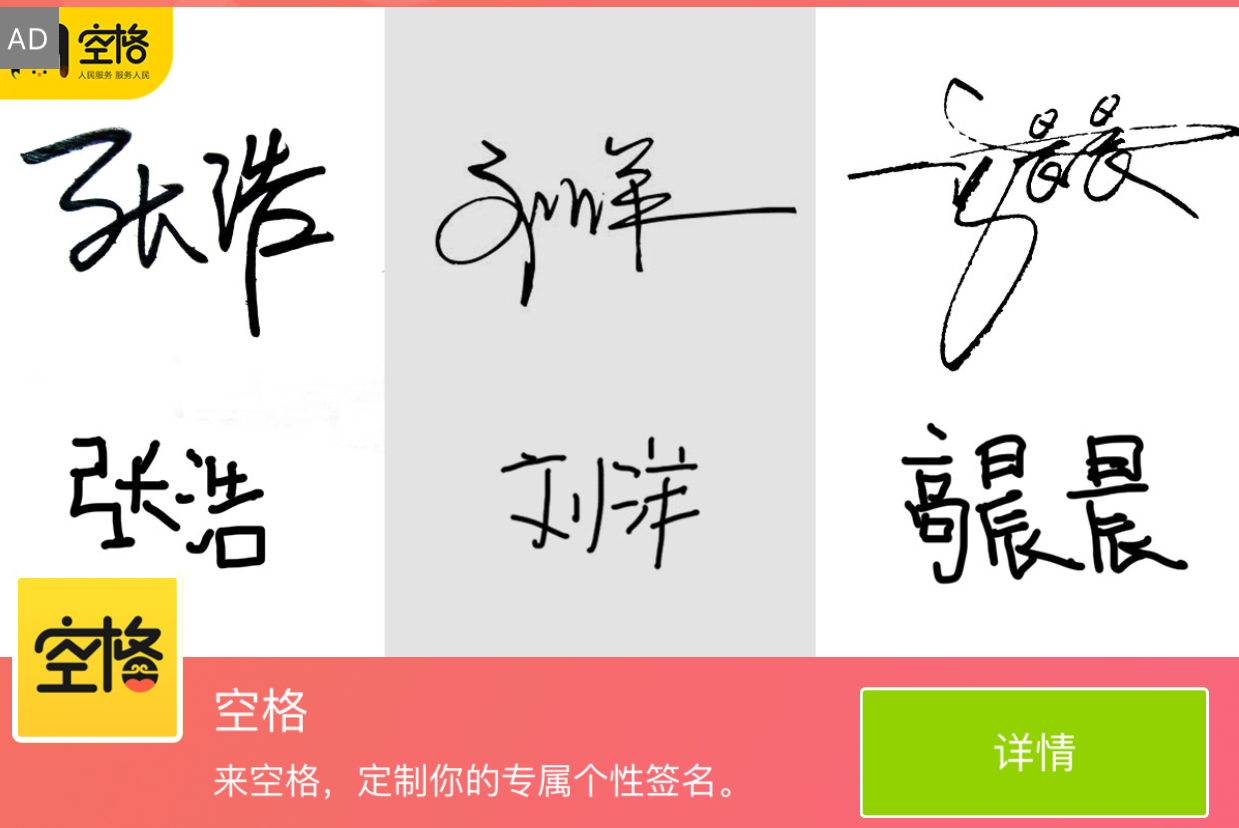 AD
空格
人民服务 服务人民
张浩
刘洋
高晨晨
张浩
刘洋
高晨晨
空格
空格
来空格，定制你的专属个性签名。
详情